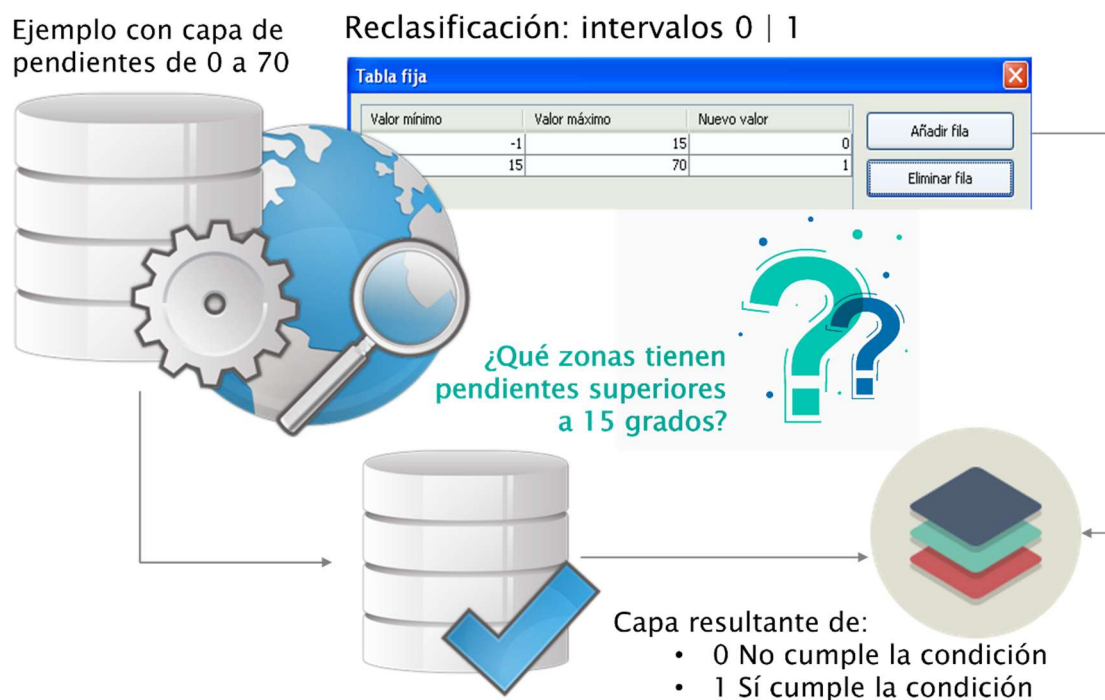 Ejemplo con capa de
pendientes de 0 a 70
Reclasificación: intervalos 0 | 1
Tabla fija
Valor mínimo Valor máximo Nuevo valor
-1 15 0
15 70 1
Añadir fila
Eliminar fila
¿Qué zonas tienen
pendientes superiores
a 15 grados?
Capa resultante de:
• 0 No cumple la condición
• 1 Sí cumple la condición